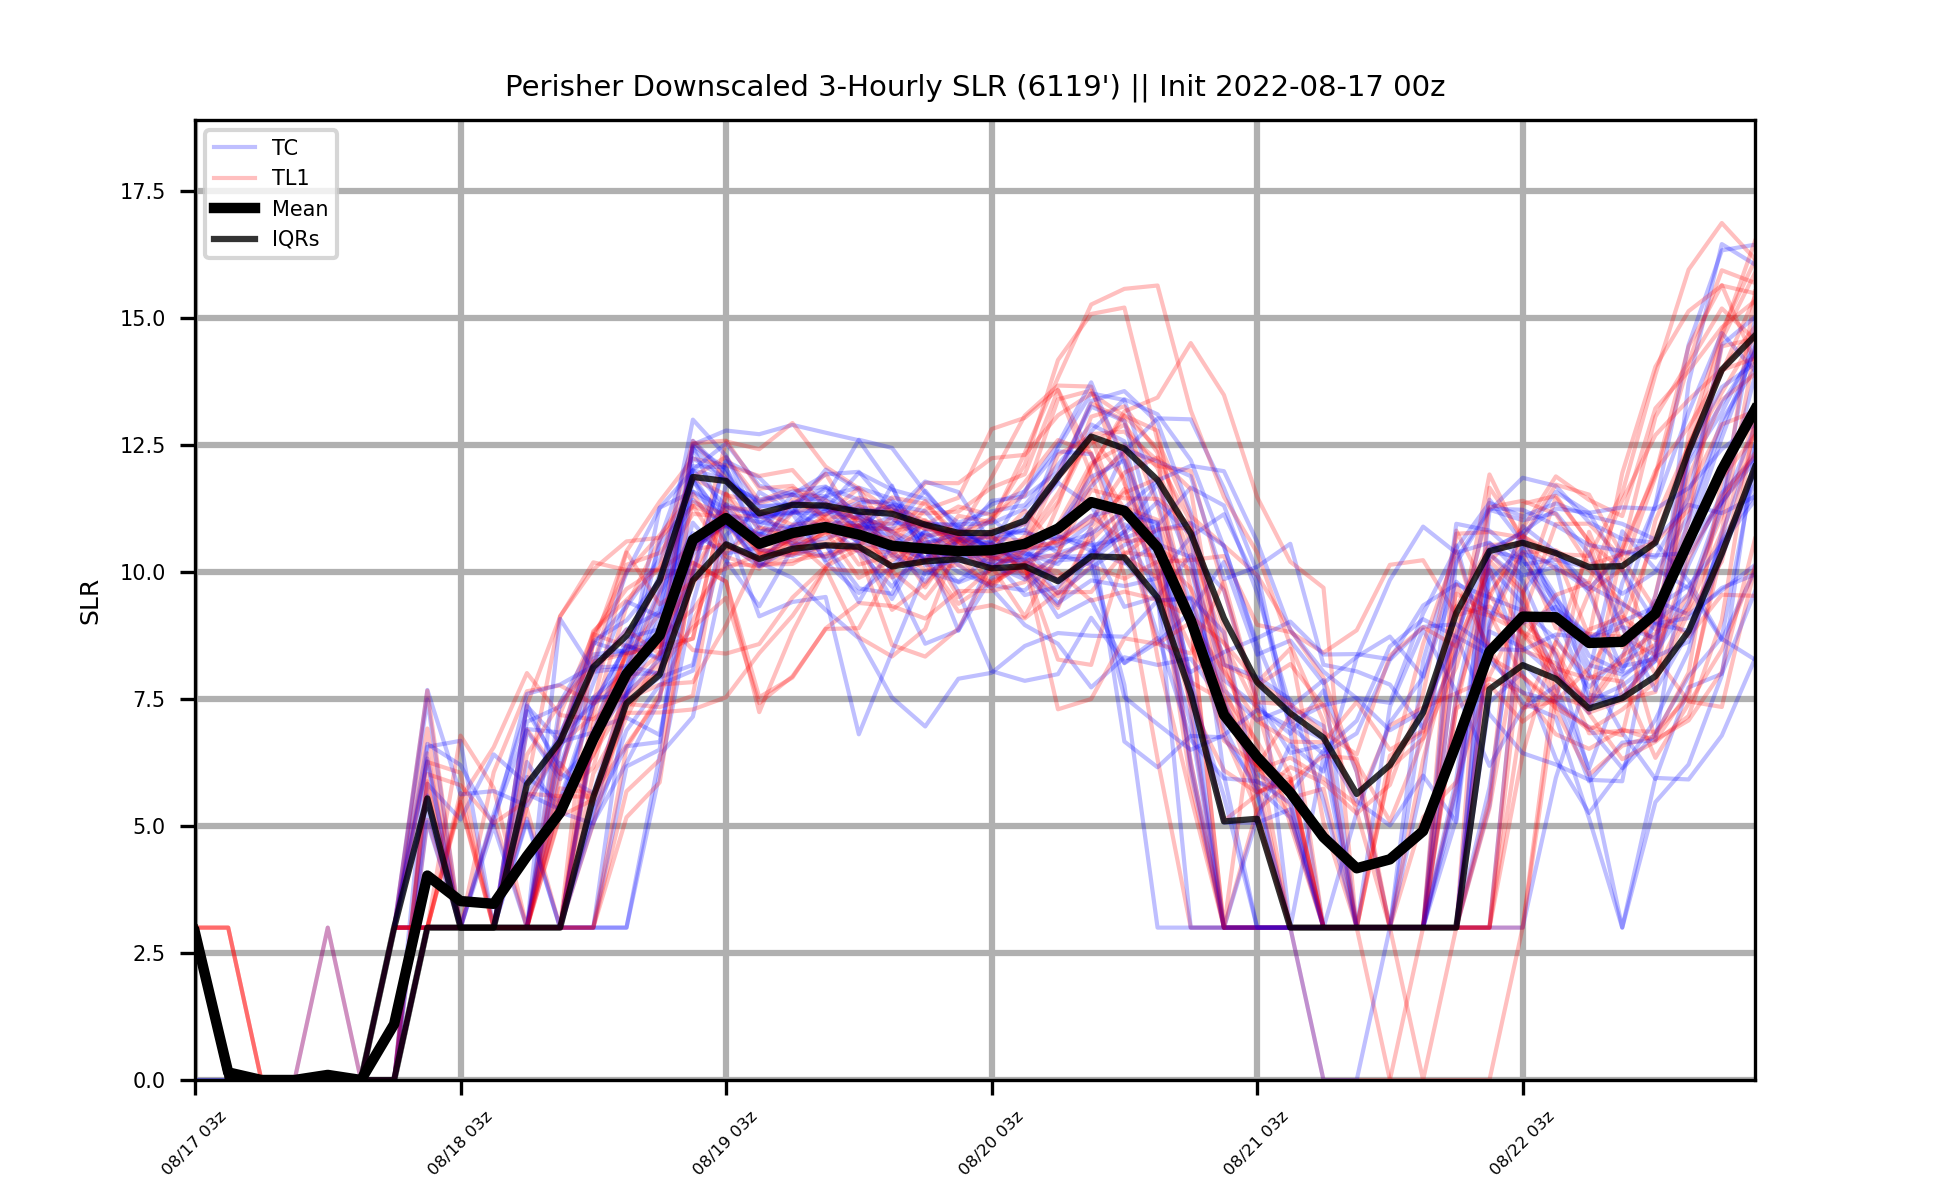 Perisher Downscaled 3-Hourly SLR (6119') || Init 2022-08-17 00z
TC
TL1
Mean
IQRs
17.5
15.0
12.5
10.0
7.5
5.0
2.5
0.0
SLR
08/17 03z
08/18 03z
08/19 03z
08/20 03z
08/21 03z
08/22 03z